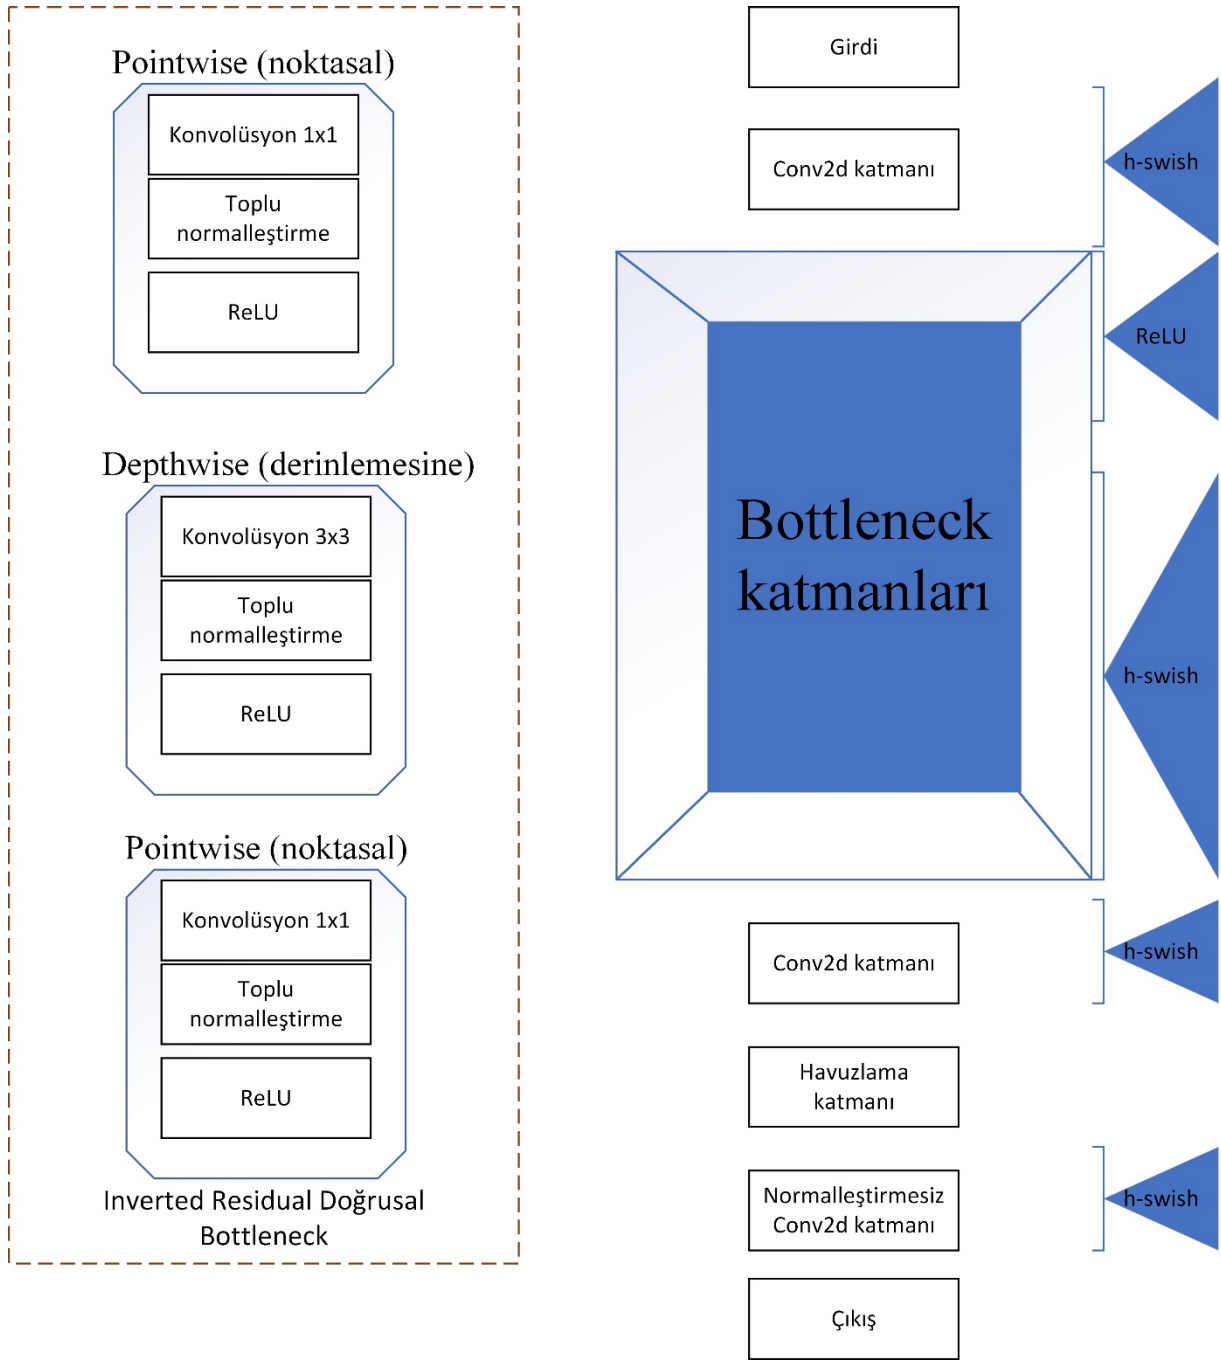 Pointwise (noktasal)
Konvolüsyon 1x1
Toplu
normalleştirme
ReLU
Depthwise (derinlemesine)
Konvolüsyon 3x3
Toplu
normalleştirme
ReLU
Pointwise (noktasal)
Konvolüsyon 1x1
Toplu
normalleştirme
ReLU
Inverted Residual Doğrusal
Bottleneck
Girdi
Conv2d katmanı
Bottleneck
katmanları
Conv2d katmanı
Havuzlama
katmanı
Normalleştirmesiz
Conv2d katmanı
Çıkış
h-swish
ReLU
h-swish
h-swish
h-swish